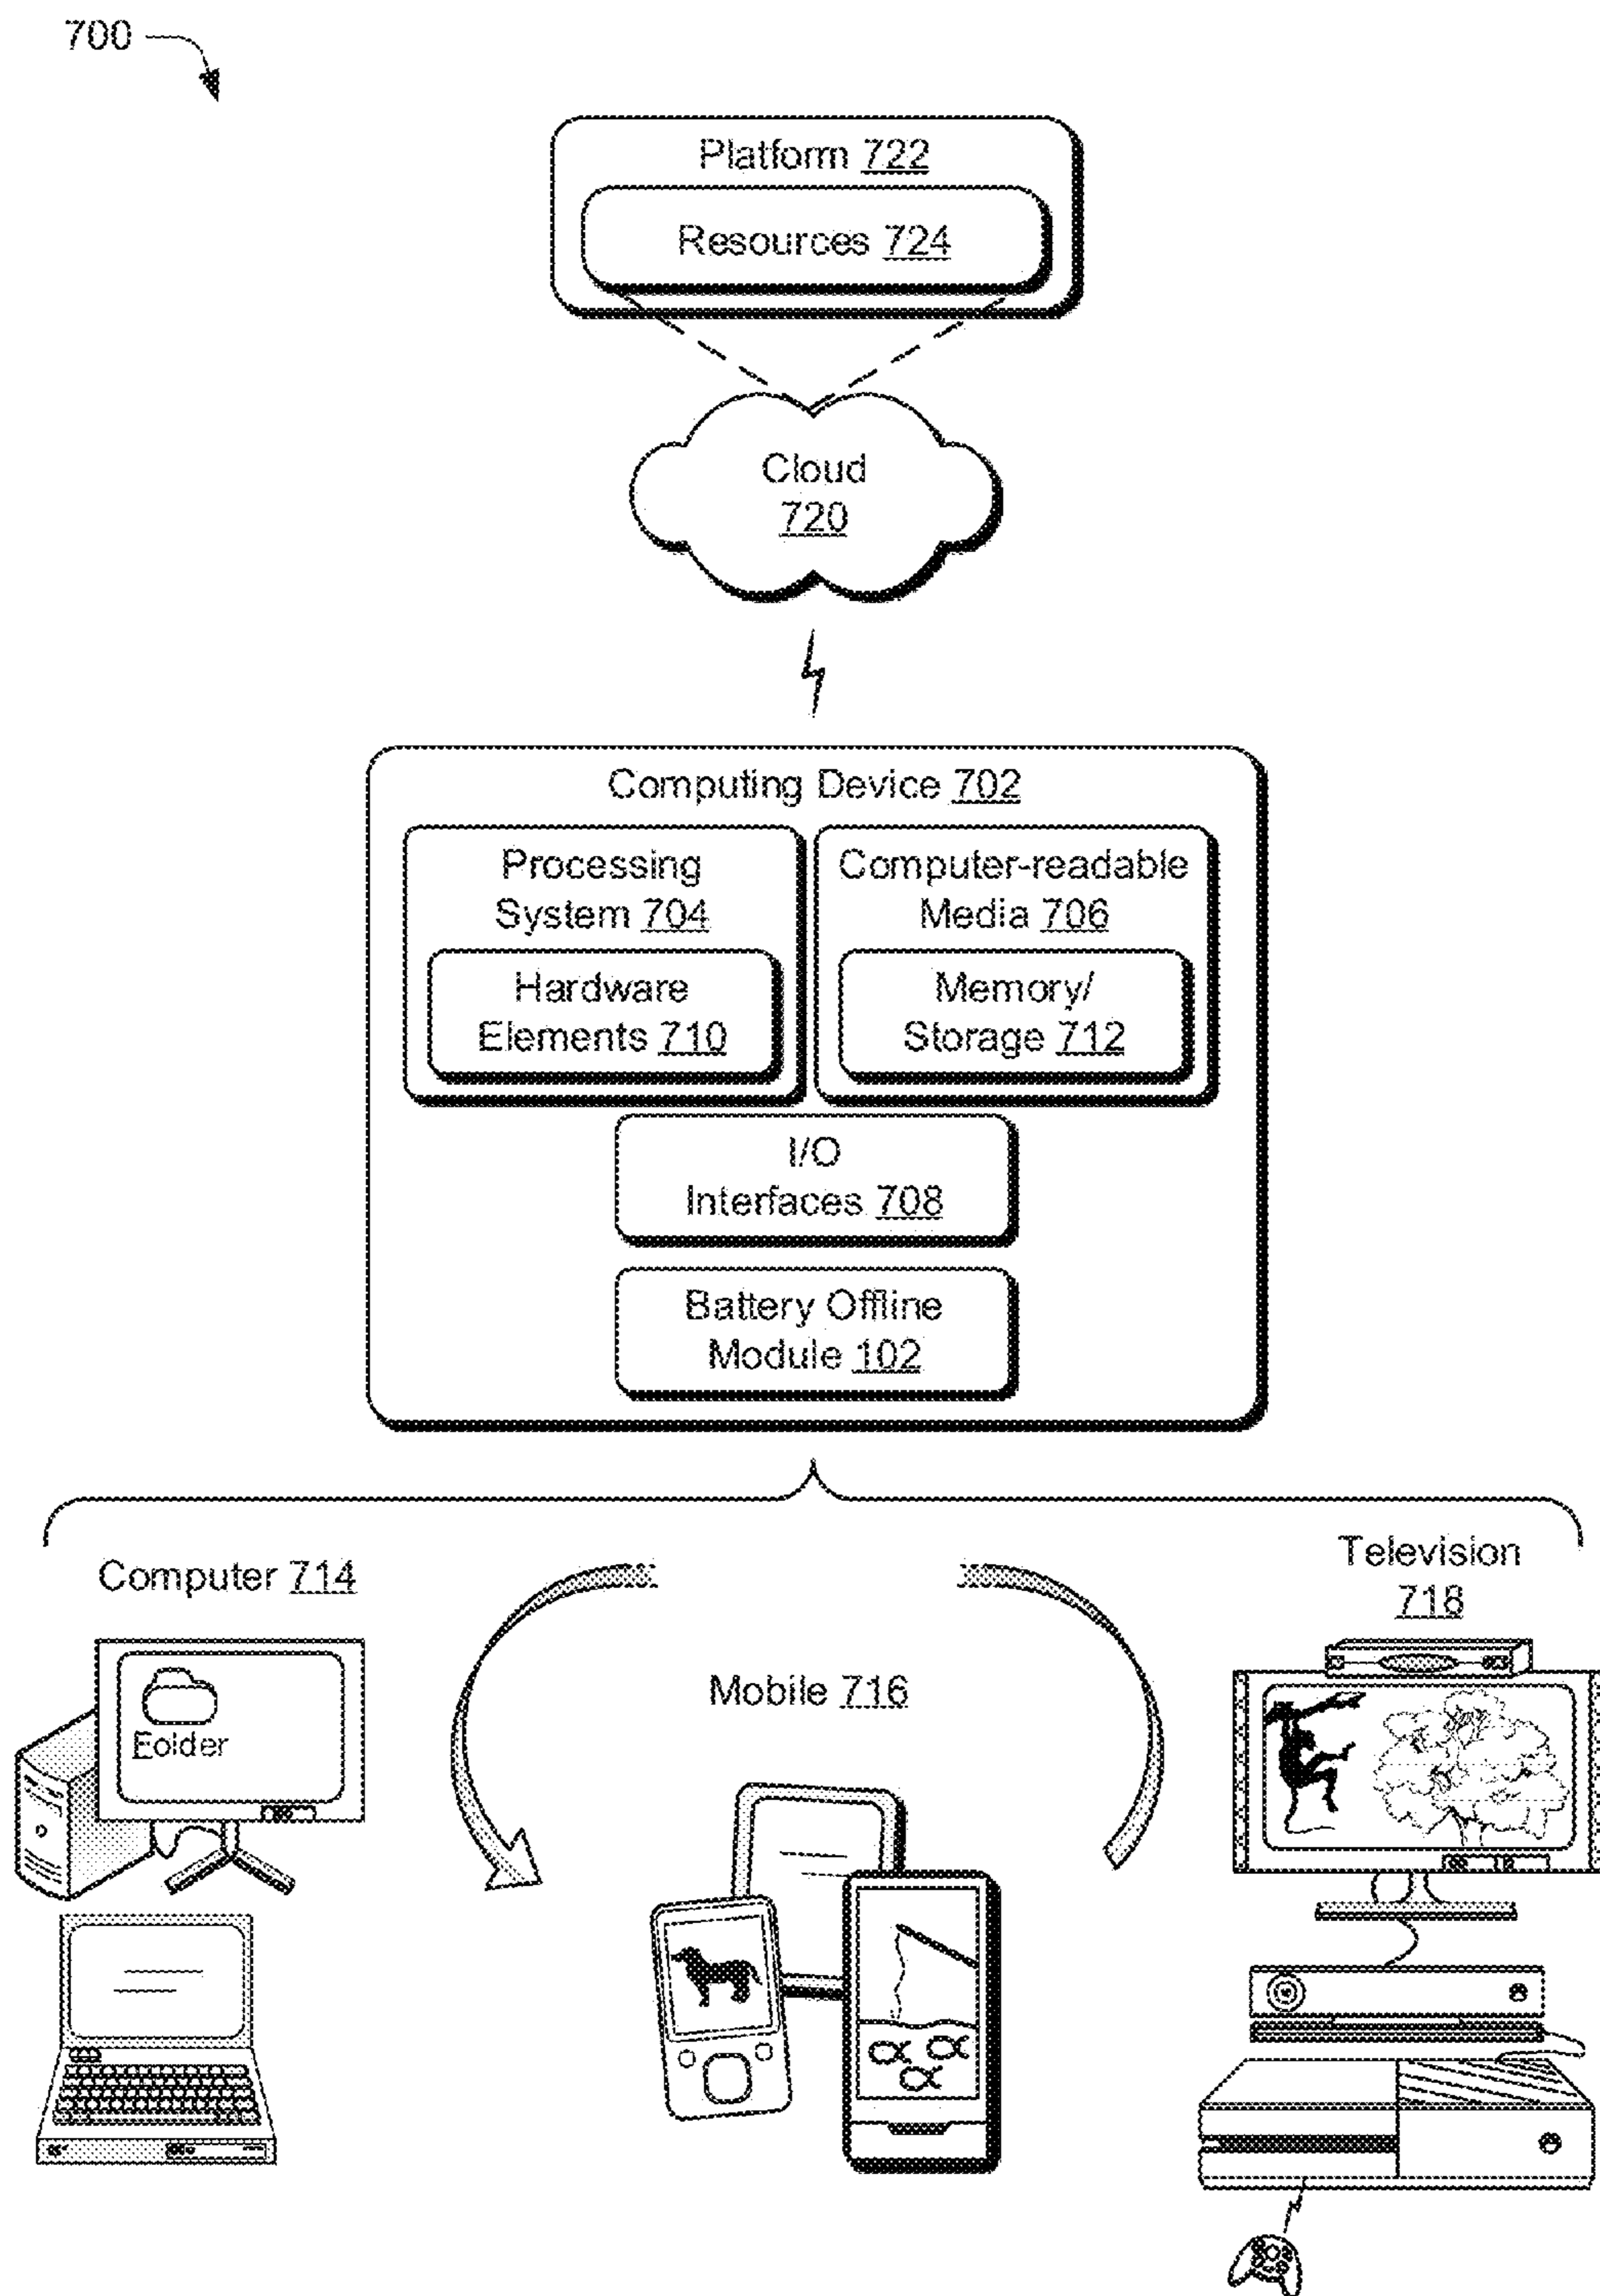 700
Platform 722
Resources 724
Cloud
720
Computing Device 702
Processing
System 704
Hardware
Elements 710
Computer-readable
Media 706
Memory/
Storage 712
I/O
Interfaces 708
Battery Offline
Module 102
Computer 714
Folder
Mobile 716
Television
718